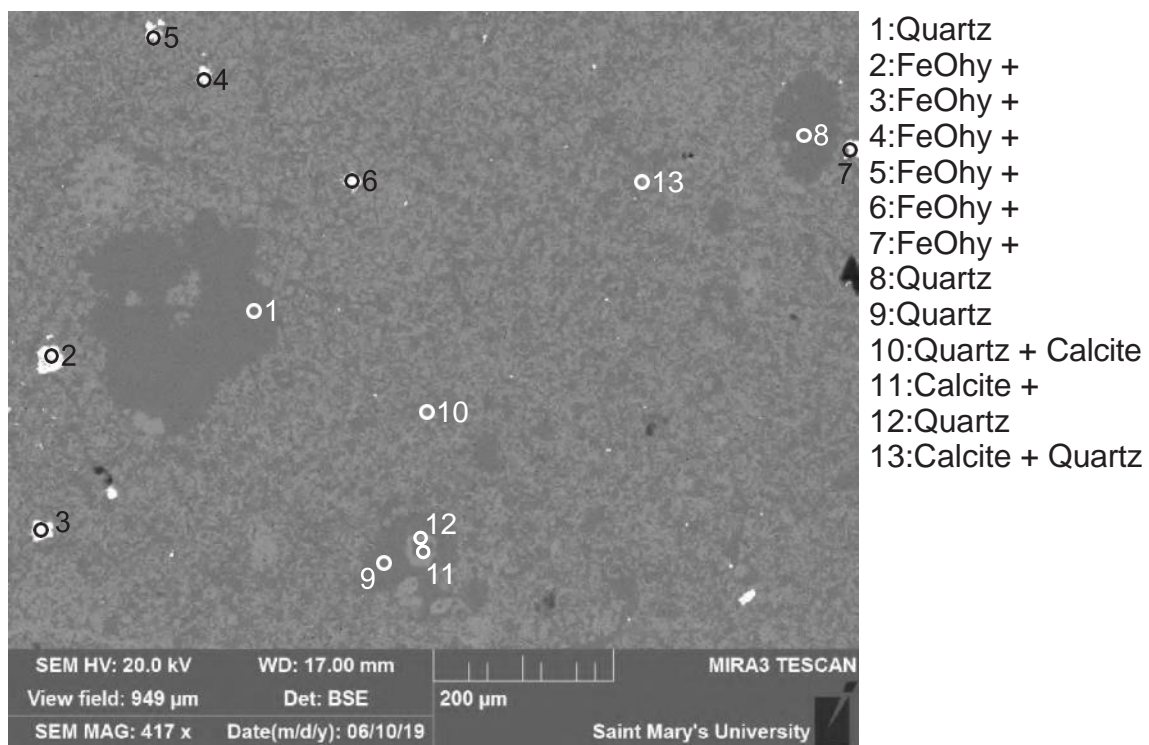 5
4
6
13
8
7
1
2
10
3
12
9
11
1:Quartz
2:FeOhy +
3:FeOhy +
4:FeOhy +
5:FeOhy +
6:FeOhy +
7:FeOhy +
8:Quartz
9:Quartz
10:Quartz + Calcite
11:Calcite +
12:Quartz
13:Calcite + Quartz
SEM HV: 20.0 kV WD: 17.00 mm MIRA3 TESCAN
View field: 949 µm Det: BSE 200 µm
SEM MAG: 417 x Date(m/d/y): 06/10/19 Saint Mary's University